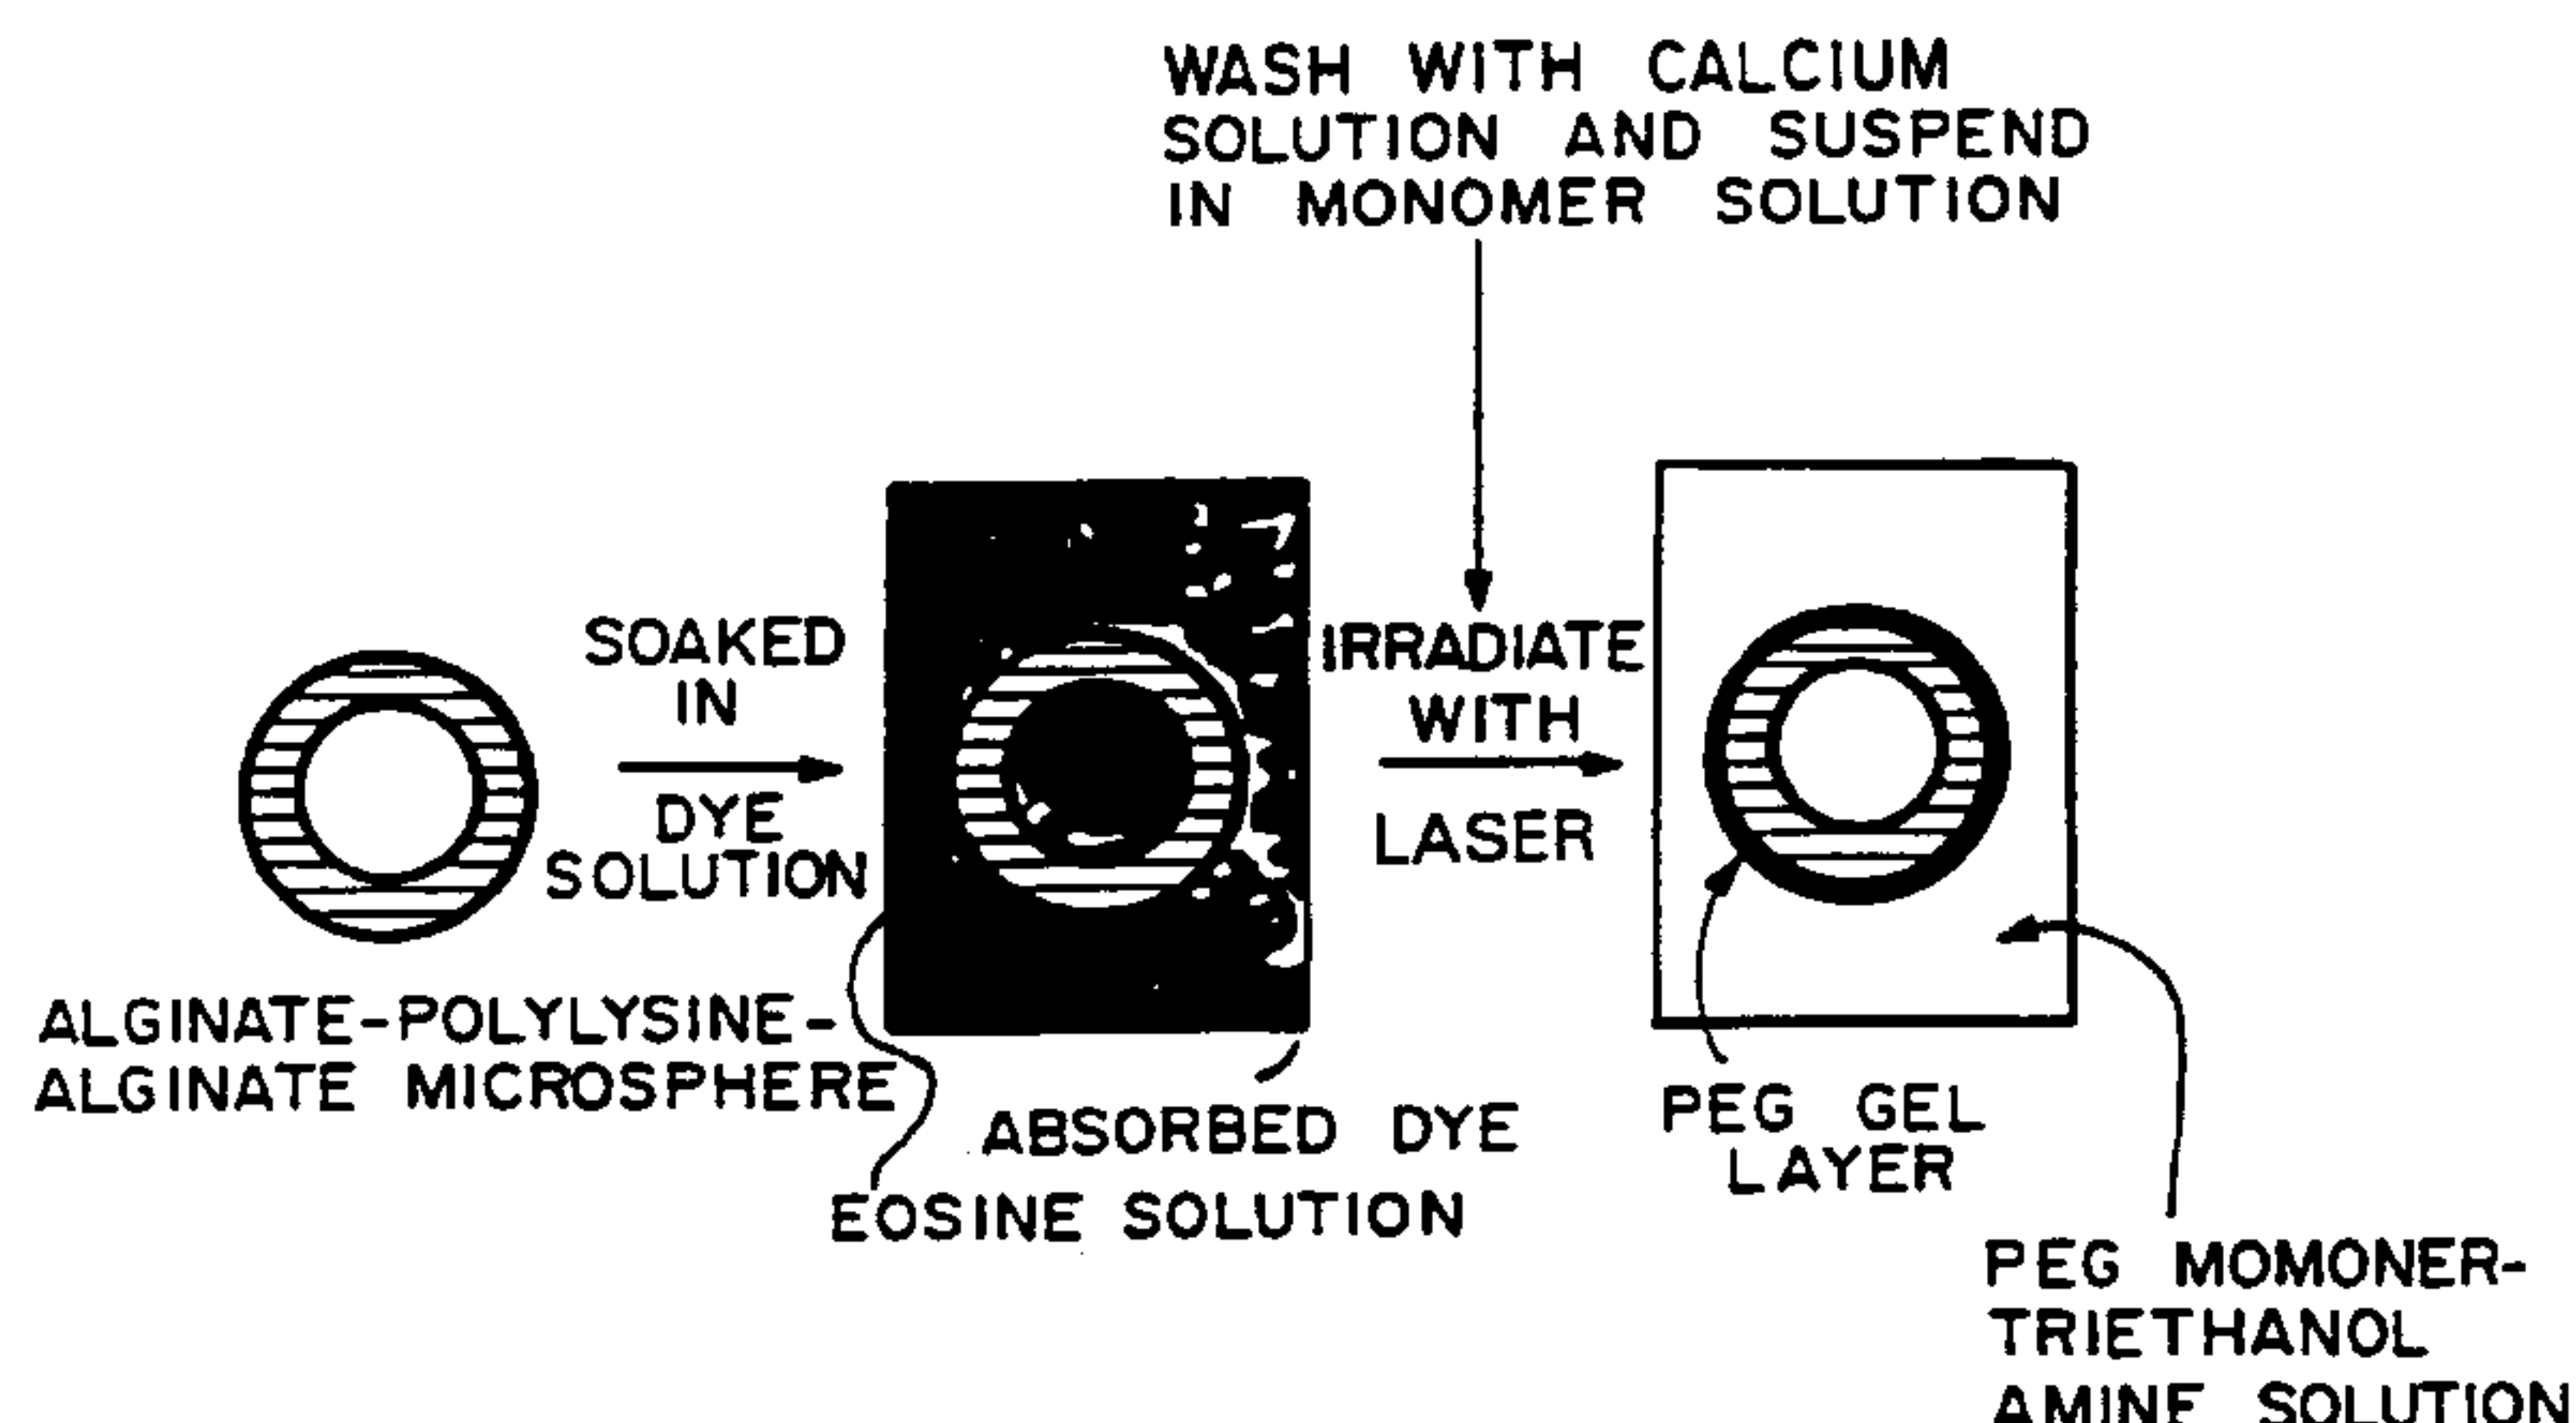 WASH WITH CALCIUM
SOLUTION AND SUSPEND
IN MONOMER SOLUTION
SOAKED
IN
DYE
SOLUTION
IRRADIATE
WITH
LASER
ALGINATE-POLYLYSINE-
ALGINATE MICROSPHERE
ABSORBED DYE
EOSINE SOLUTION
PEG GEL
LAYER
PEG MOMONER-
TRIETHANOL
AMINE SOLUTION